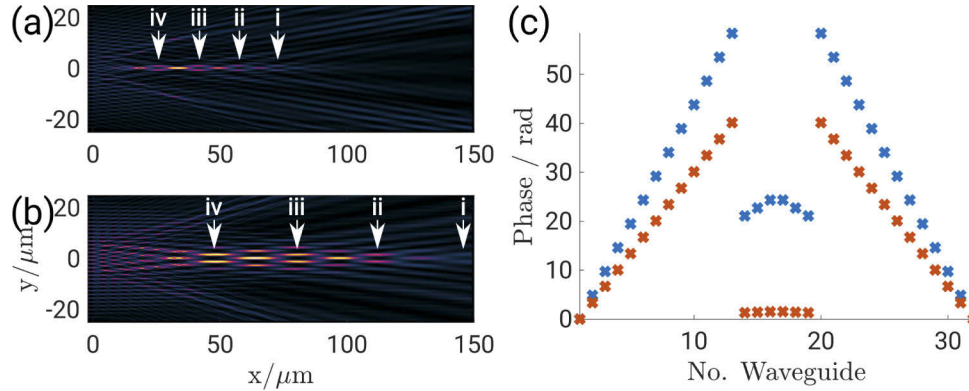 (a)
iv iii ii i
20
0
-20
0 50 100 150
(b)
iv iii ii i
20
0
-20
y/μm
0 50 100 150
x/μm
(c)
50
40
30
20
10
0
Phase / rad
10 20 30
No. Waveguide